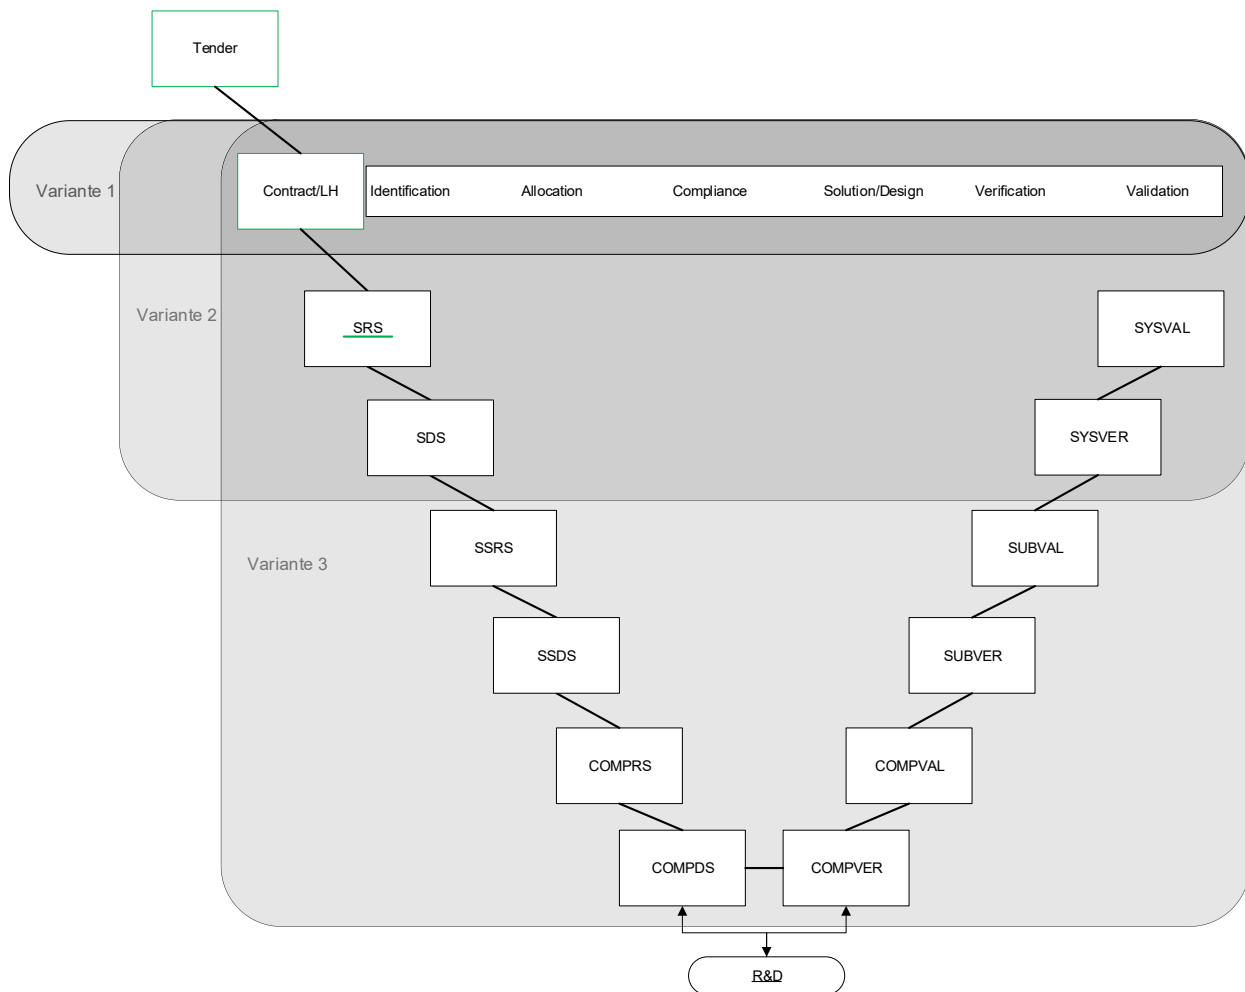 Tender
Variante 1
Contract/LH
Identification
Allocation
Compliance
Solution/Design
Verification
Validation
Variante 2
SRS
SYSVAL
SDS
SYSVER
Variante 3
SSRS
SUBVAL
SSDS
SUBVER
COMPRS
COMPVAL
COMPDS
COMPVER
R&D